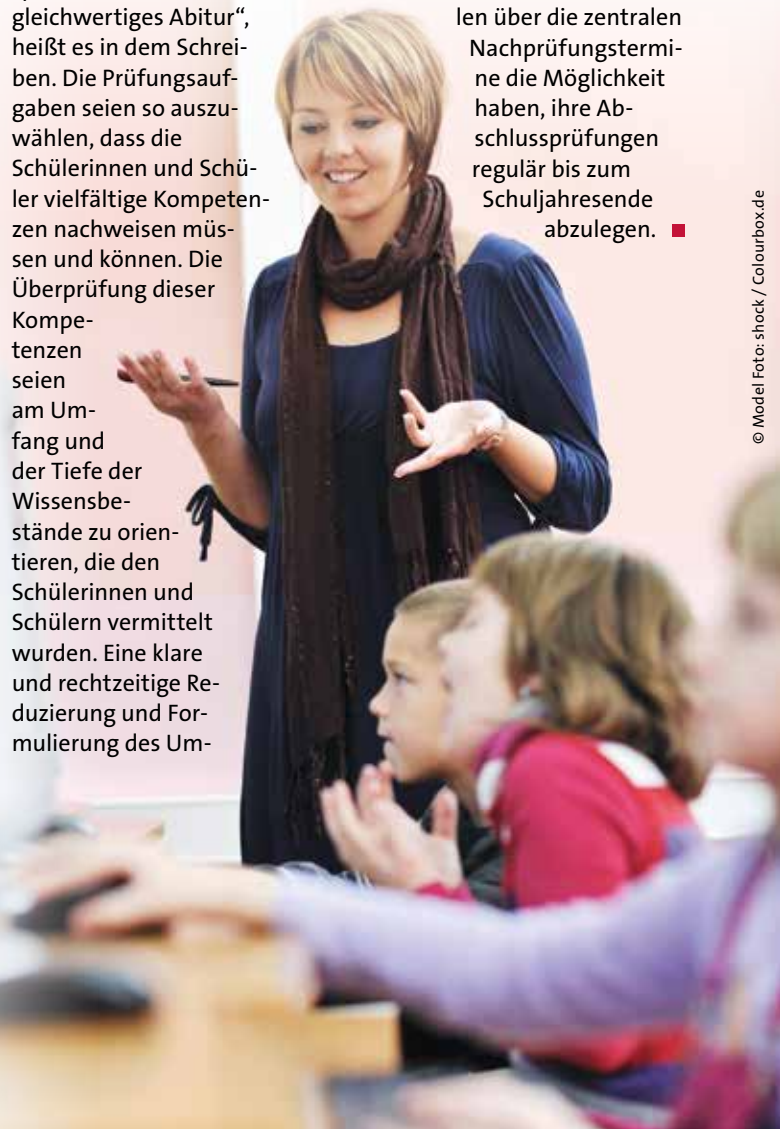 gleichwertiges Abitur“,
heißt es in dem Schrei-
ben. Die Prüfungsauf-
gaben seien so auszu-
wählen, dass die
Schülerinnen und Schü-
ler vielfältige Kompeten-
zen nachweisen müs-
sen und können. Die
Überprüfung dieser
Kompe-
tenzen
seien
am Um-
fang und
der Tiefe der
Wissensbe-
stände zu orien-
tieren, die den
Schülerinnen und
Schülern vermittelt
wurden. Eine klare
und rechtzeitige Re-
duzierung und For-
mulierung des Um-
len über die zentralen
Nachprüfungstermi-
ne die Möglichkeit
haben, ihre Ab-
schlussprüfungen
regulär bis zum
Schuljahresende
abzulegen.
© Model Foto: shock / Colourbox.de